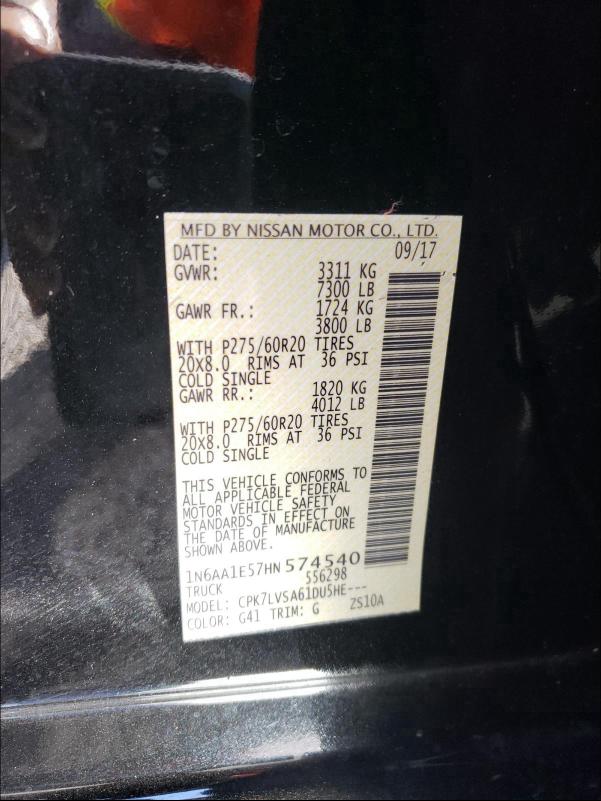 MFD BY NISSAN MOTOR CO., LTD.
DATE: 09/17
GVWR: 3311 KG
7300 LB
GAWR FR.: 1724 KG
3800 LB
WITH P275/60R20 TIRES
20X8.0 RIMS AT 36 PSI
COLD SINGLE
GAWR RR.: 1820 KG
4012 LB
WITH P275/60R20 TIRES
20X8.0 RIMS AT 36 PSI
COLD SINGLE
THIS VEHICLE CONFORMS TO
ALL APPLICABLE FEDERAL
MOTOR VEHICLE SAFETY
STANDARDS IN EFFECT ON
THE DATE OF MANUFACTURE
SHOWN ABOVE.
1N6AA1E57HN574540
TRUCK 556298
MODEL: CPK7LVSA61DU5HE---
COLOR: G41 TRIM: G ZS10A